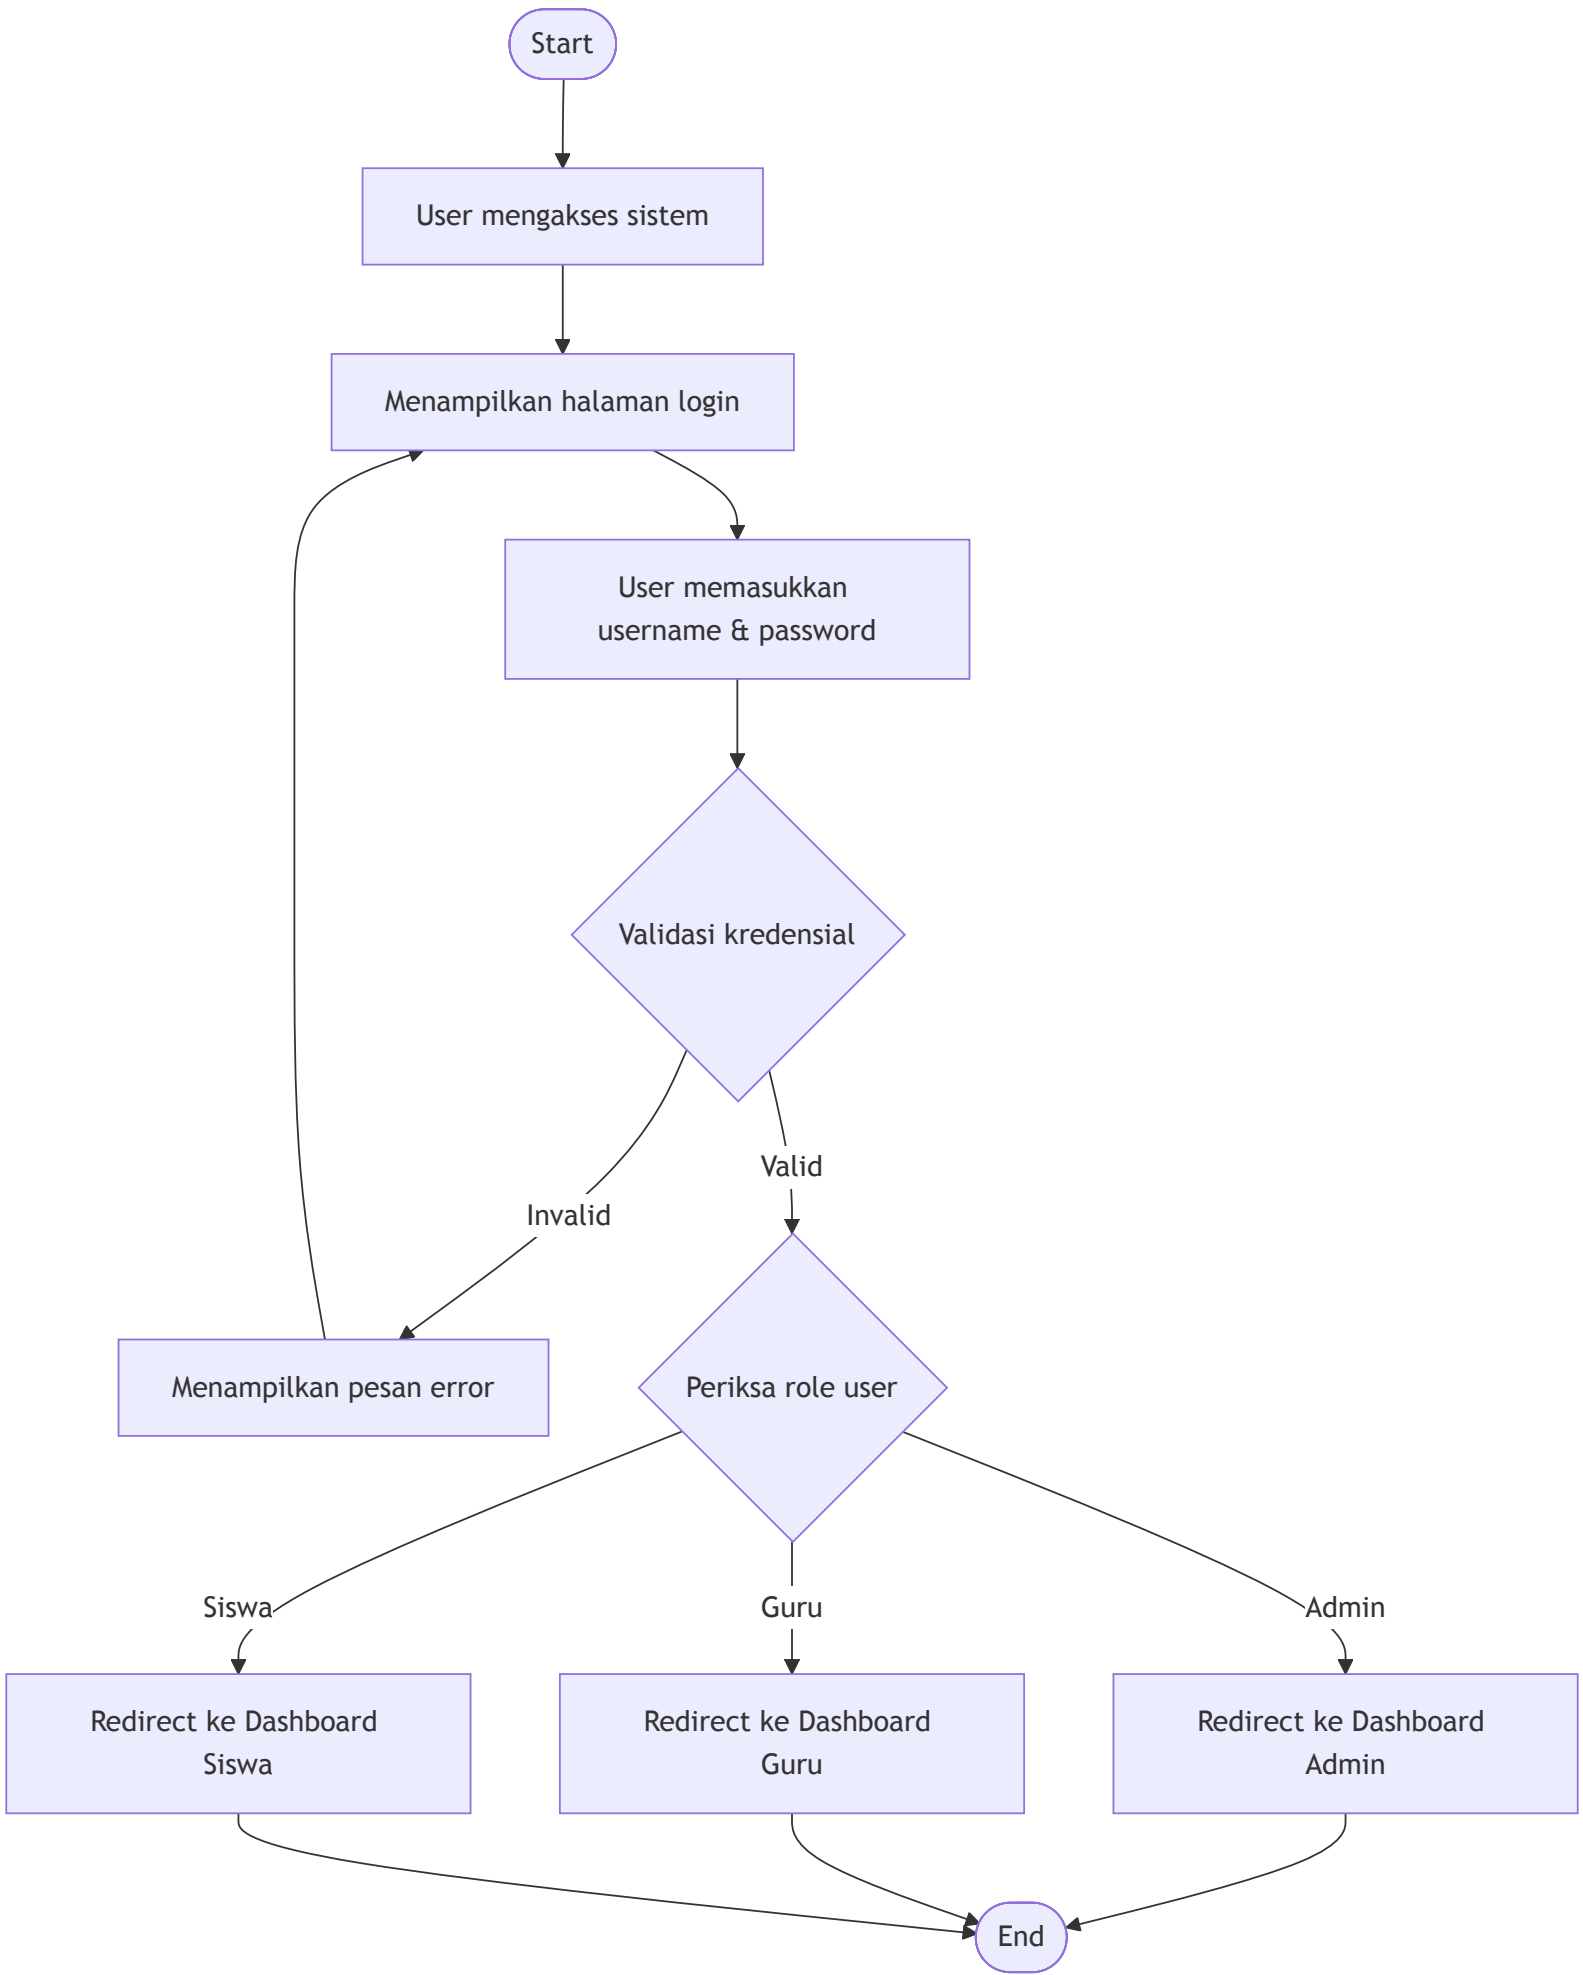 Start
User mengakses sistem
Menampilkan halaman login
User memasukkan
username & password
Validasi kredensial
Valid
Invalid
Menampilkan pesan error
Periksa role user
Siswa
Guru
Admin
Redirect ke Dashboard
Siswa
Redirect ke Dashboard
Guru
Redirect ke Dashboard
Admin
End